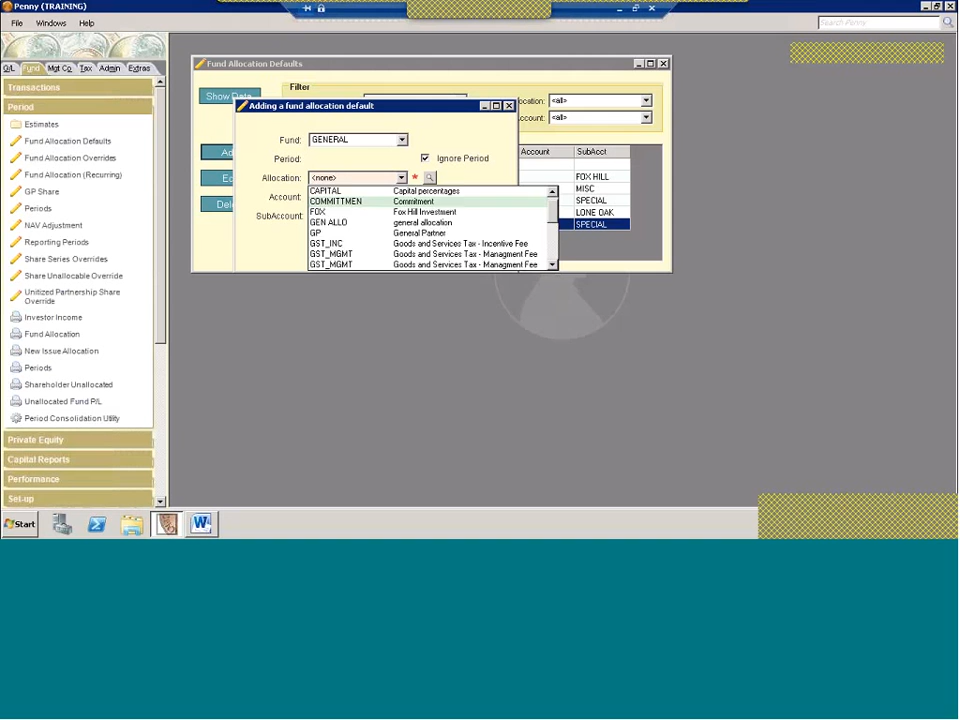 Penny (TRAINING)
File Windows Help
Search Penny
G/L Fund Mgt Co Tax Admin Extras
Transactions
Period
Estimates
Fund Allocation Defaults
Fund Allocation Overrides
Fund Allocation (Recurring)
GP Share
Periods
NAV Adjustment
Reporting Periods
Share Series Overrides
Share Unallocable Override
Unitized Partnership Share
Override
Investor Income
Fund Allocation
New Issue Allocation
Periods
Shareholder Unallocated
Unallocated Fund P/L
Period Consolidation Utility
Private Equity
Capital Reports
Performance
Set-up
Fund Allocation Defaults
Show Data
Filter
<all>
<all>
Account SubAcct
FOX HILL
MISC
SPECIAL
LONE OAK
SPECIAL
Adding a fund allocation default
Fund: GENERAL
Period: Ignore Period
Allocation: <none> *
Account:
SubAccount:
CAPITAL Capital percentages
COMMITTMEN Commitment
FOX Fox Hill Investment
GEN ALLO general allocation
GP General Partner
GST_INC Goods and Services Tax - Incentive Fee
GST_MGMT Goods and Services Tax - Managment Fee
GST_MGMT Goods and Services Tax - Managment Fee
Start